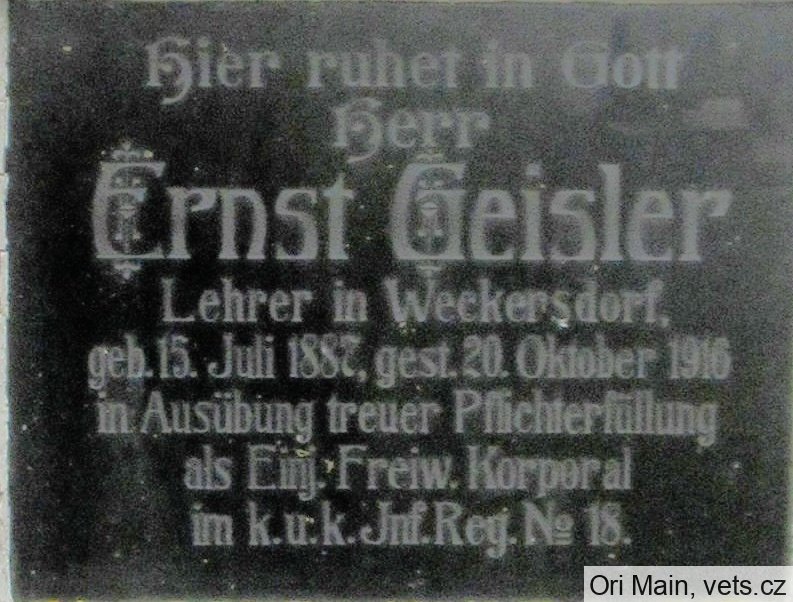 Hier ruhet in Gott
Herr
Ernst Geisler
Lehrer in Weckersdorf,
geb. 15. Juli 1887, gest. 20. Oktober 1916
in Ausübung treuer Pflichterfüllung
als Einj. Freiw. Korporal
im k.u.k. Jnf. Reg. No 18.
Ori Main, vets.cz